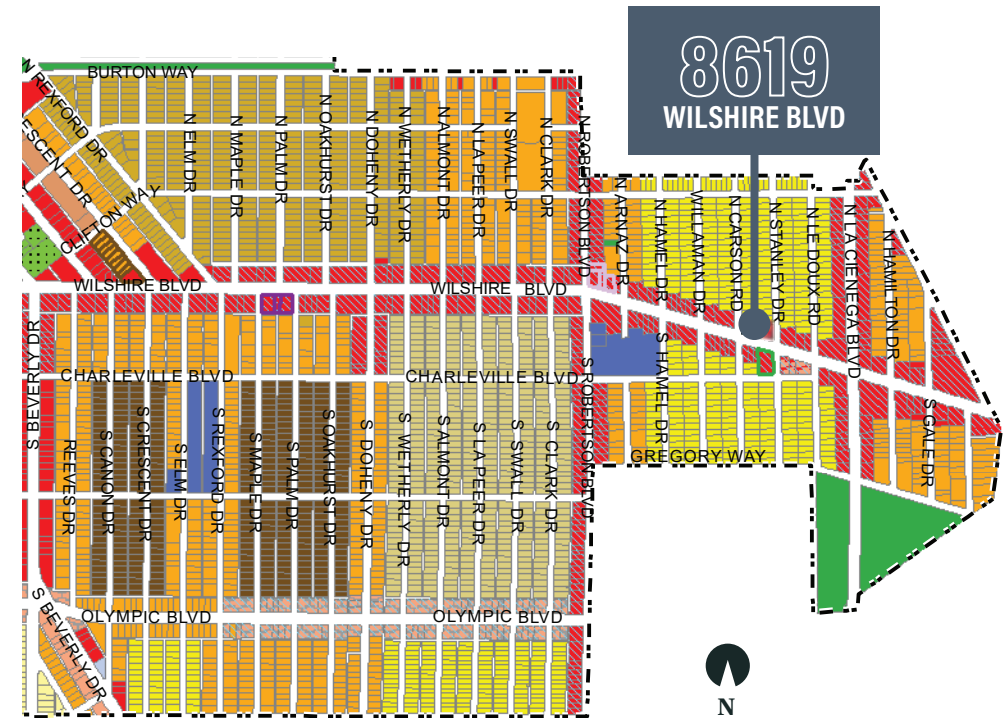 8619
WILSHIRE BLVD
BURTON WAY
N REXFORD DR
ESCENT DR
CLIFTON WAY
N ELM DR
N MAPLE DR
N PALM DR
N OAKHURST DR
N DOHENY DR
N WETHERLY DR
N ALMONT DR
N LA PEER DR
N SWALL DR
N CLARK DR
N ROBERTSON BLVD
N ARNAZ DR
N HAMEL DR
WILLAMAN DR
N CARSON RD
N STANLEY DR
N LE DOUX RD
N LA CIENEGA BLVD
N HAMILTON DR
WILSHIRE BLVD
WILSHIRE BLVD
S BEVERLY DR
CHARLEVILLE BLVD
CHARLEVILLE BLVD
REEVES DR
S CANON DR
S CRESCENT DR
S ELM DR
S REXFORD DR
S MAPLE DR
S PALM DR
S OAKHURST DR
S DOHENY DR
S WETHERLY DR
S ALMONT DR
S LA PEER DR
S SWALL DR
S CLARK DR
S ROBERTSON BLVD
S HAMEL DR
GREGORY WAY
S GALE DR
S BEVERLY DR
OLYMPIC BLVD
OLYMPIC BLVD
N